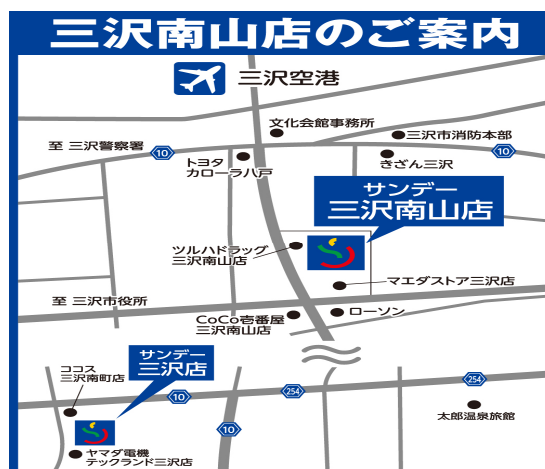 三沢南山店のご案内
三沢空港
文化会館事務所
三沢市消防本部
至 三沢警察署
10
トヨタ
カローラ八戸
きざん三沢
10
サンデー
三沢南山店
ツルハドラッグ
三沢南山店
マエダストア三沢店
至 三沢市役所
CoCo壱番屋
三沢南山店
ローソン
ココス
三沢南町店
サンデー
三沢店
10
254
254
太郎温泉旅館
10
ヤマダ電機
テックランド三沢店